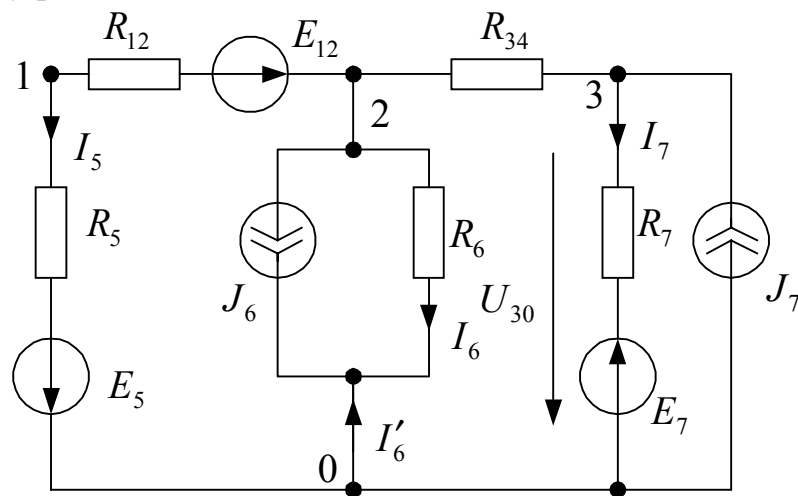 R₁₂
E₁₂
R₃₄
1
2
3
I₅
I₇
R₅
R₆
R₇
J₆
U₃₀
J₇
I₆
E₅
E₇
I′₆
0